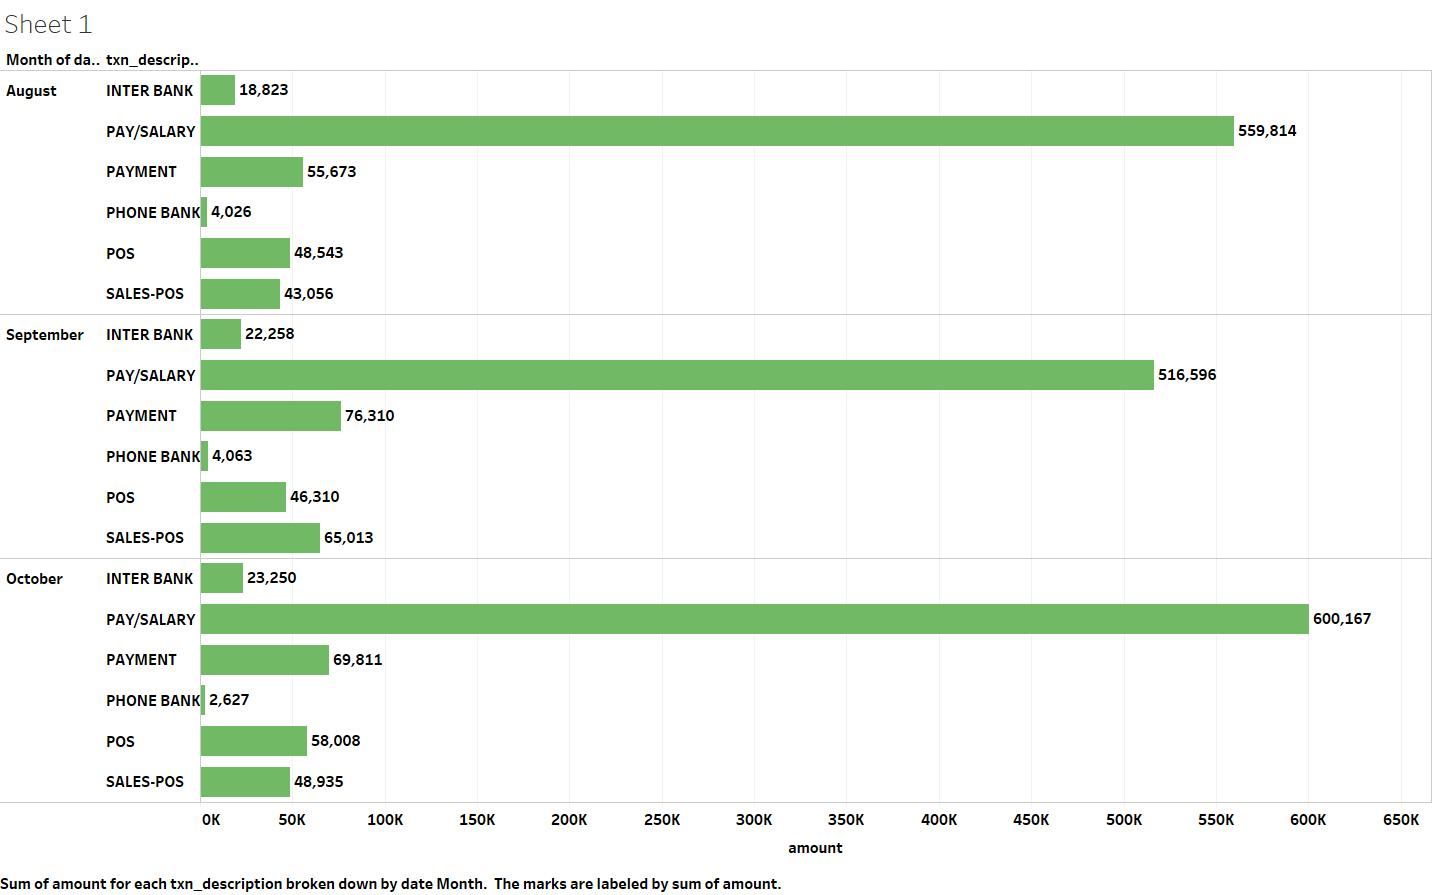 Sheet 1
Month of da.. txn_descrip..
August INTER BANK 18,823
PAY/SALARY 559,814
PAYMENT 55,673
PHONE BANK 4,026
POS 48,543
SALES-POS 43,056
September INTER BANK 22,258
PAY/SALARY 516,596
PAYMENT 76,310
PHONE BANK 4,063
POS 46,310
SALES-POS 65,013
October INTER BANK 23,250
PAY/SALARY 600,167
PAYMENT 69,811
PHONE BANK 2,627
POS 58,008
SALES-POS 48,935
0K 50K 100K 150K 200K 250K 300K 350K 400K 450K 500K 550K 600K 650K
amount
Sum of amount for each txn_description broken down by date Month.  The marks are labeled by sum of amount.